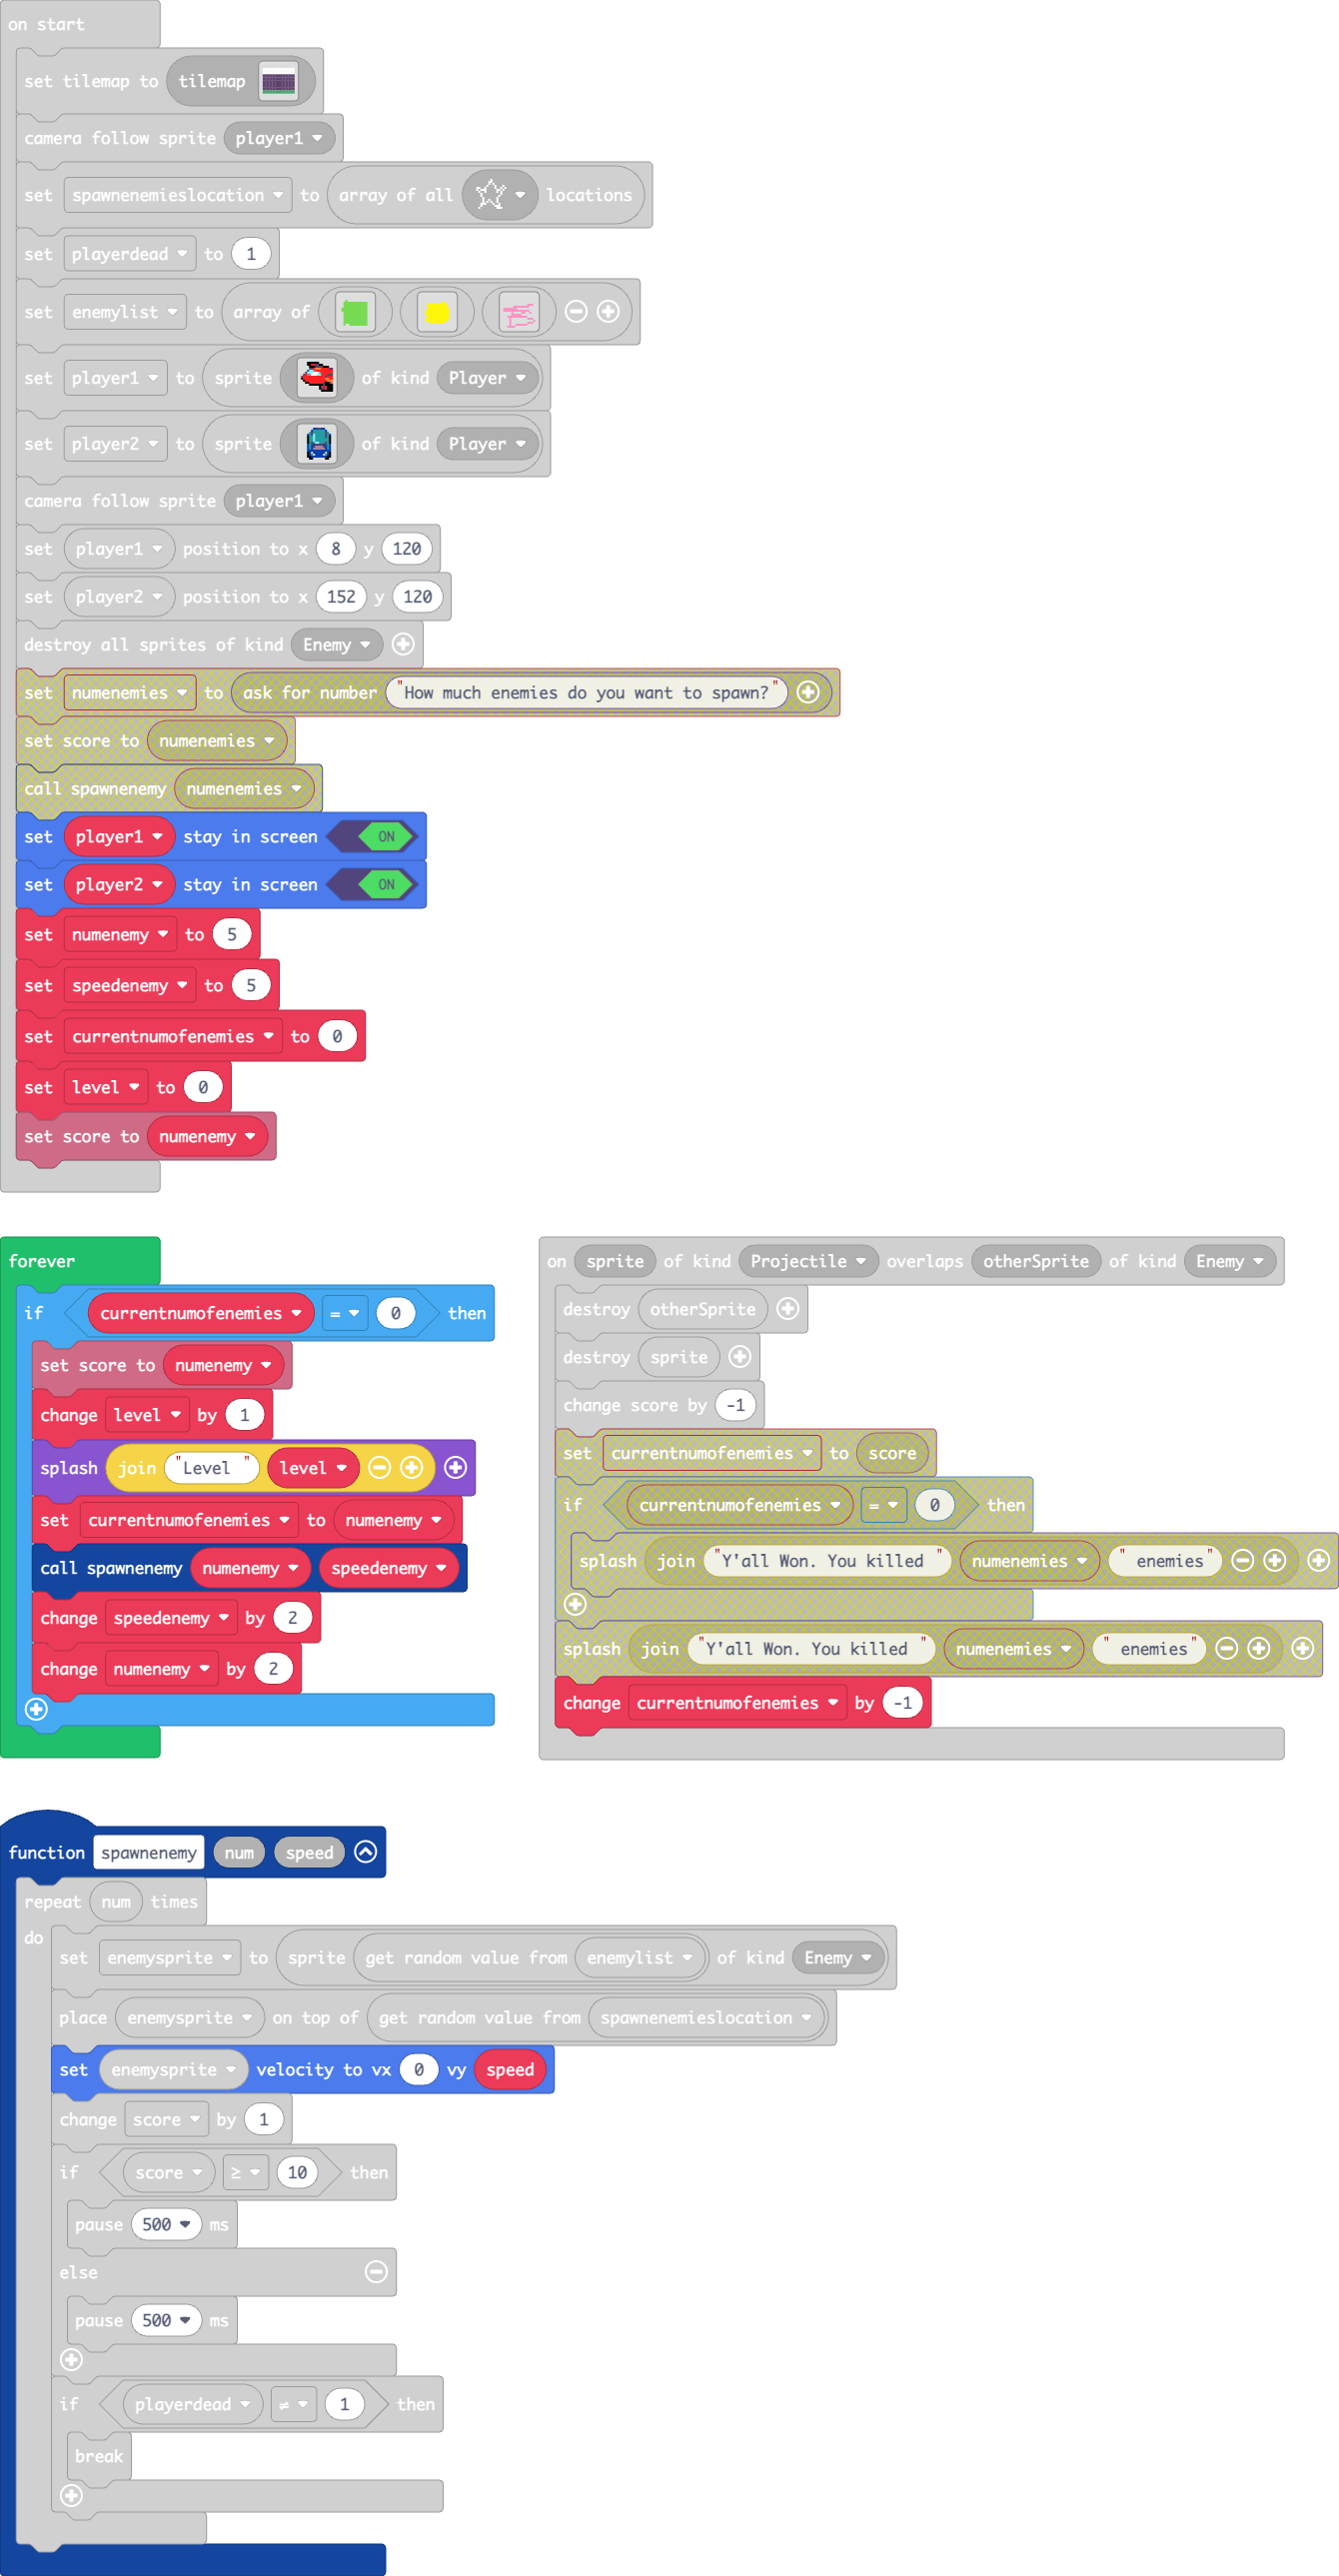 on start
set tilemap to tilemap
camera follow sprite player1
set spawnenemieslocation to array of all locations
set playerdead to 1
set enemylist to array of
set player1 to sprite of kind Player
set player2 to sprite of kind Player
camera follow sprite player1
set player1 position to x 8 y 120
set player2 position to x 152 y 120
destroy all sprites of kind Enemy
set numenemies to ask for number "How much enemies do you want to spawn?"
set score to numenemies
call spawnenemy numenemies
set player1 stay in screen ON
set player2 stay in screen ON
set numenemy to 5
set speedenemy to 5
set currentnumofenemies to 0
set level to 0
set score to numenemy
forever
if currentnumofenemies = 0 then
set score to numenemy
change level by 1
splash join "Level " level
set currentnumofenemies to numenemy
call spawnenemy numenemy speedenemy
change speedenemy by 2
change numenemy by 2
on sprite of kind Projectile overlaps otherSprite of kind Enemy
destroy otherSprite
destroy sprite
change score by -1
set currentnumofenemies to score
if currentnumofenemies = 0 then
splash join "Y'all Won. You killed " numenemies " enemies"
splash join "Y'all Won. You killed " numenemies " enemies"
change currentnumofenemies by -1
function spawnenemy num speed
repeat num times
do
set enemysprite to sprite get random value from enemylist of kind Enemy
place enemysprite on top of get random value from spawnenemieslocation
set enemysprite velocity to vx 0 vy speed
change score by 1
if score ≥ 10 then
pause 500 ms
else
pause 500 ms
if playerdead ≠ 1 then
break